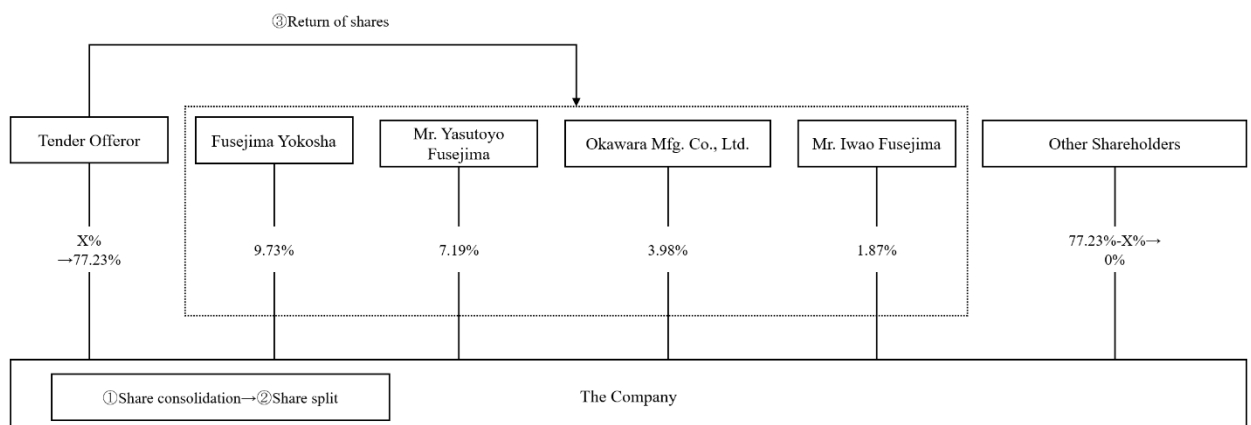 ③Return of shares
Tender Offeror
Fusejima Yokosha
Mr. Yasutoyo
Fusejima
Okawara Mfg. Co., Ltd.
Mr. Iwao Fusejima
Other Shareholders
X%
→77.23%
9.73%
7.19%
3.98%
1.87%
77.23%-X%→
0%
①Share consolidation→②Share split
The Company